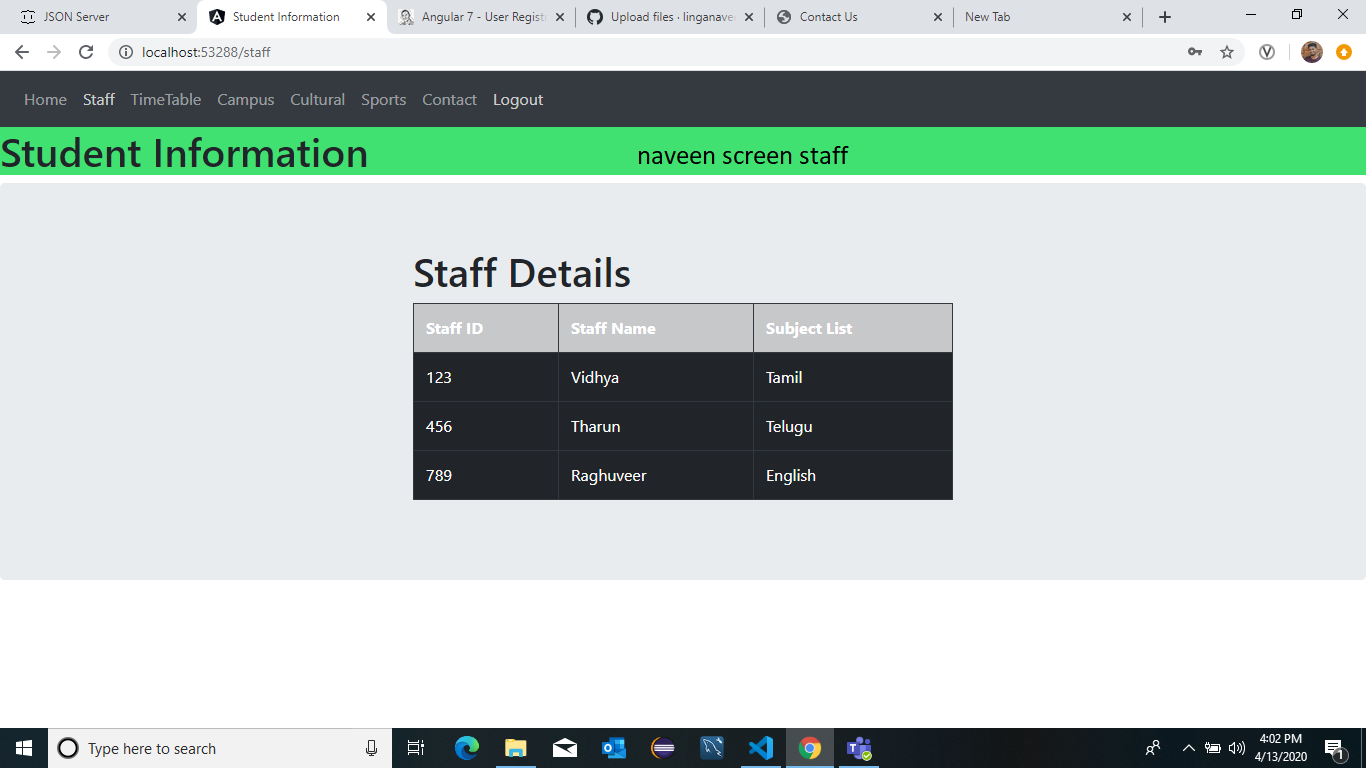 JSON Server
Student Information
Angular 7 - User Registr
Upload files · linganave
Contact Us
New Tab
localhost:53288/staff
Home Staff TimeTable Campus Cultural Sports Contact Logout
Student Information
naveen screen staff
Staff Details
Staff ID Staff Name Subject List
123 Vidhya Tamil
456 Tharun Telugu
789 Raghuveer English
Type here to search
4:02 PM
4/13/2020
1